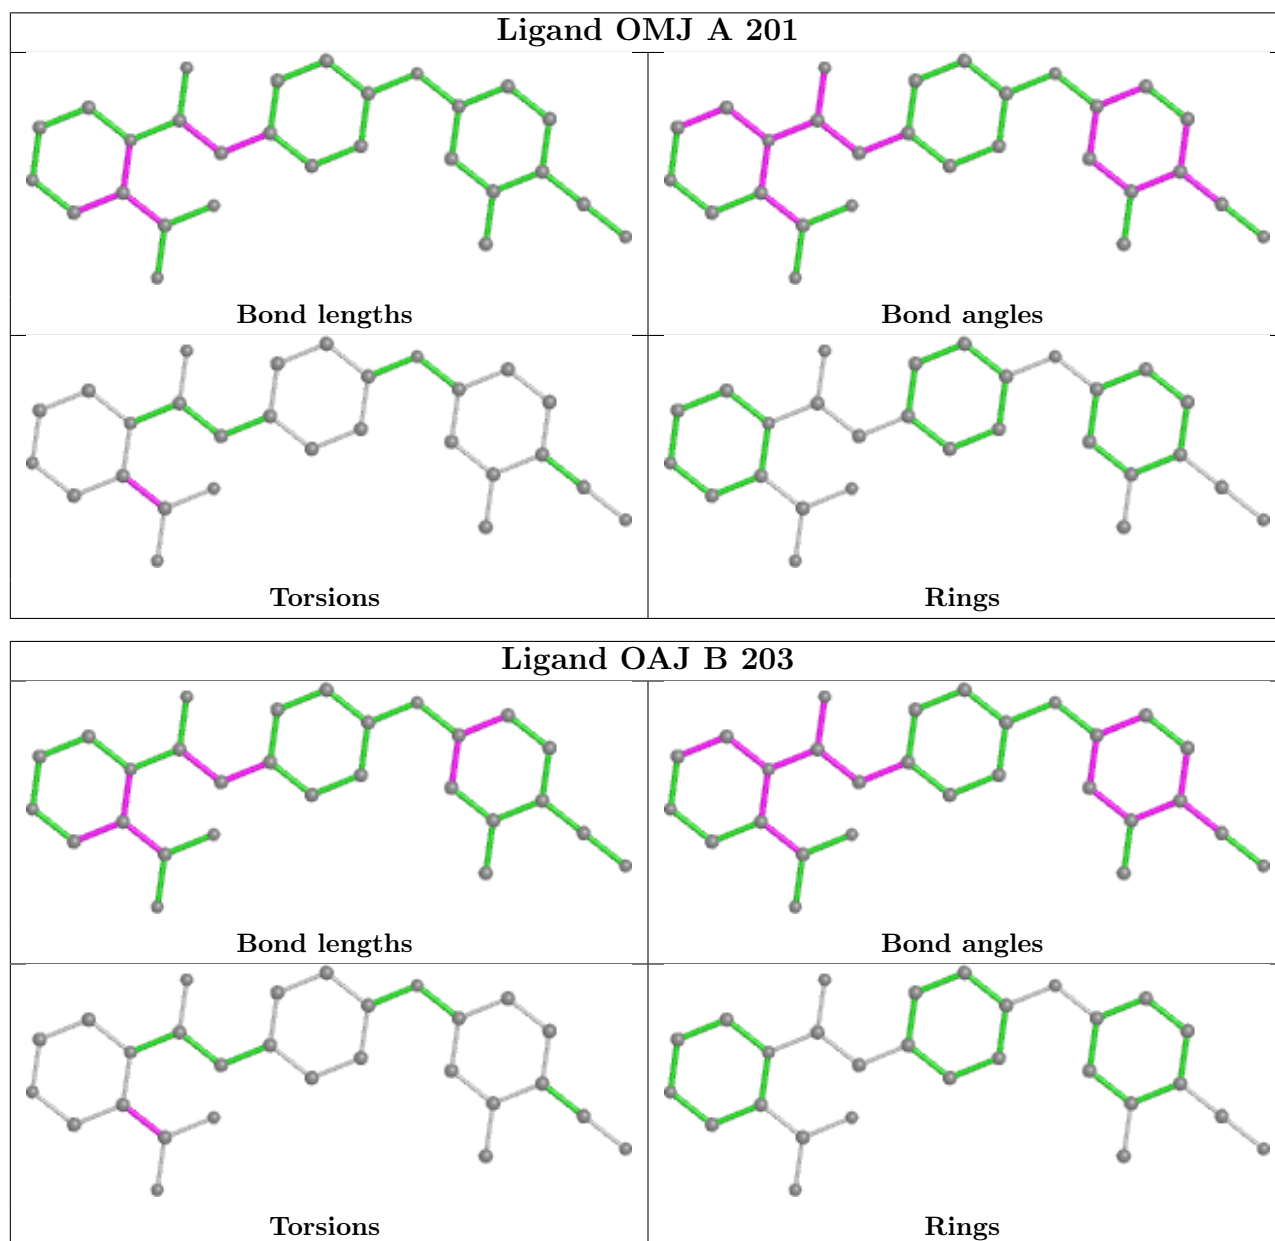 Ligand OMJ A 201
Bond lengths
Bond angles
Torsions
Rings
Ligand OAJ B 203
Bond lengths
Bond angles
Torsions
Rings